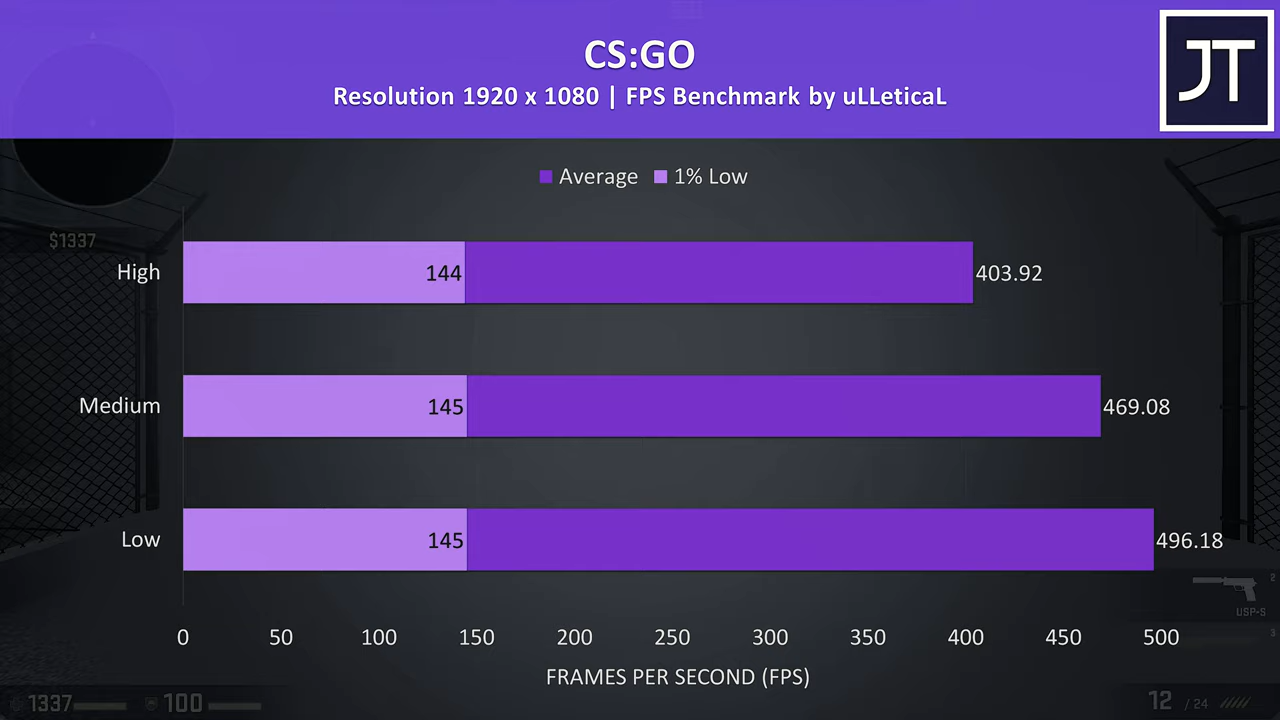 CS:GO
Resolution 1920 x 1080 | FPS Benchmark by uLLeticaL
JT
Average 1% Low
$1337
High 144 403.92
Medium 145 469.08
Low 145 496.18
2
USP-S
3
0 50 100 150 200 250 300 350 400 450 500
FRAMES PER SECOND (FPS)
1337 100 12 / 24